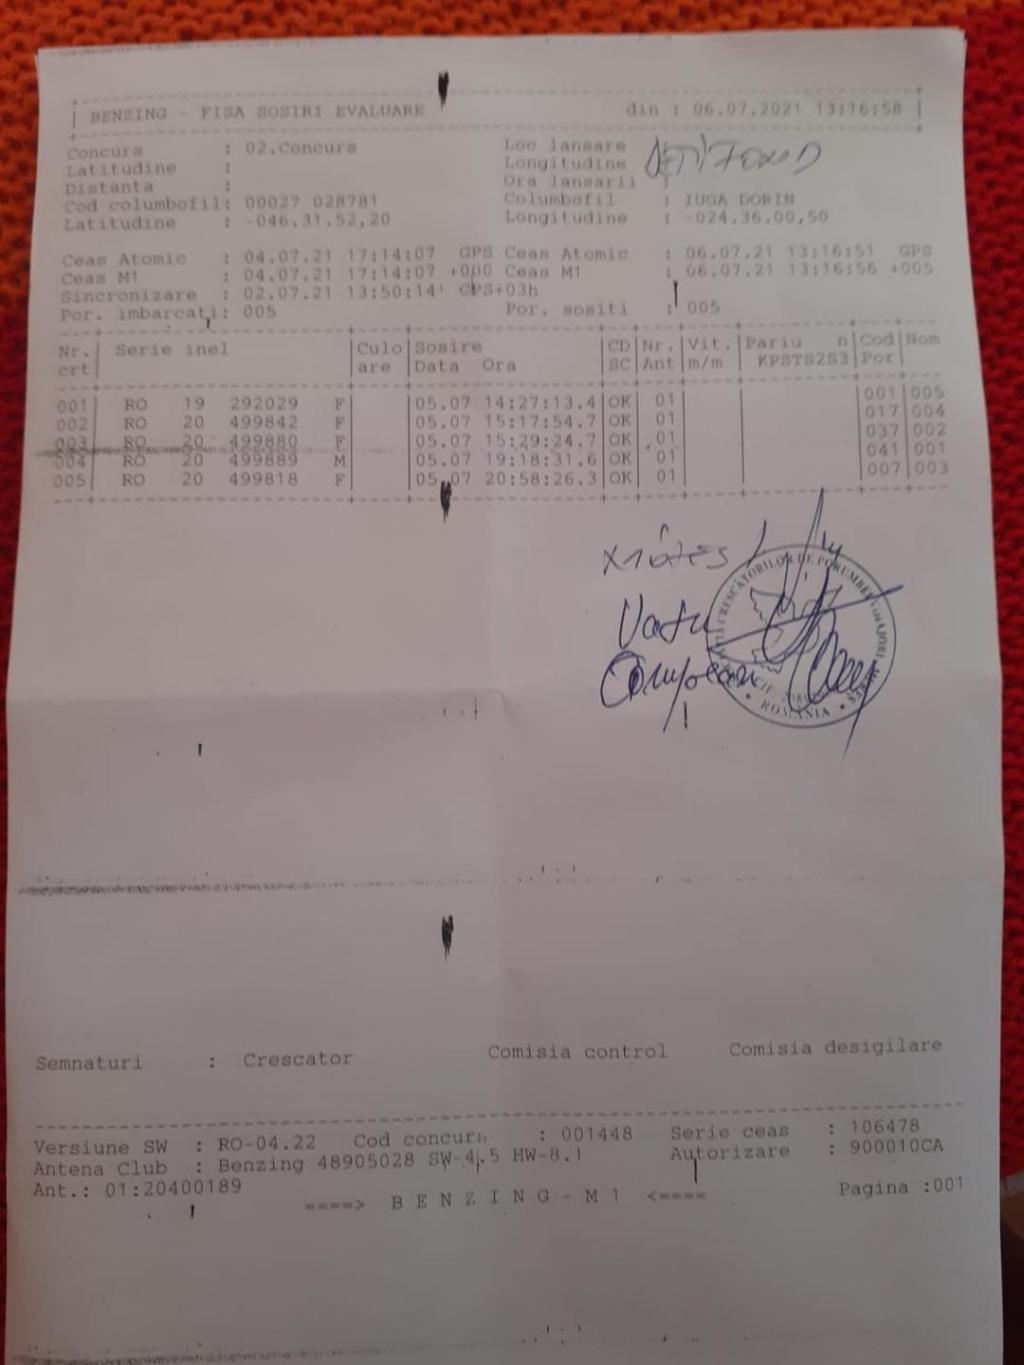 BENZING - FISA SOSIRI EVALUARE din : 06.07.2021 13:16:58
Concurs : 02.Concurs Loc lansare
Latitudine : Longitudine :
Distanta : Ora lansarii :
Cod columbofil: 00027 028781 Columbofil : IUGA DORIN
Latitudine : -046.31.52,20 Longitudine : -024.36.00,50
Ceas Atomic : 04.07.21 17:14:07 GPS Ceas Atomic : 06.07.21 13:16:51 GPS
Ceas M1 : 04.07.21 17:14:07 +000 Ceas M1 : 06.07.21 13:16:56 +005
Sincronizare : 02.07.21 13:50:14 GPS+03h
Por. imbarcati: 005 Por. sositi : 005
Nr. Serie inel Culo Sosire CD Nr. Vit. Pariu n Cod Nom
crt are Data Ora SC Ant m/m KPSTS2S3 Por
001 RO 19 292029 F 05.07 14:27:13.4 OK 01 001 005
002 RO 20 499842 F 05.07 15:17:54.7 OK 01 017 004
003 RO 20 499880 F 05.07 15:29:24.7 OK 01 037 002
004 RO 20 499889 M 05.07 19:18:31.6 OK 01 041 001
005 RO 20 499818 F 05.07 20:58:26.3 OK 01 007 003
Vasiu
Campean
CRESCĂTORILOR DE PORUMBEI
ROMÂNIA
Semnaturi : Crescator Comisia control Comisia desigilare
Versiune SW : RO-04.22 Cod concurs : 001448 Serie ceas : 106478
Antena Club : Benzing 48905028 SW-4.5 HW-8.1 Autorizare : 900010CA
Ant.: 01:20400189
====> B E N Z I N G - M 1 <==== Pagina :001